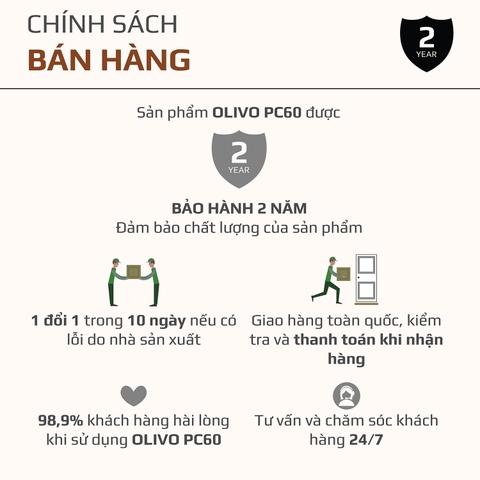 CHÍNH SÁCH
BÁN HÀNG
2
YEAR
Sản phẩm OLIVO PC60 được
2
YEAR
BẢO HÀNH 2 NĂM
Đảm bảo chất lượng của sản phẩm
1 đổi 1 trong 10 ngày nếu có
lỗi do nhà sản xuất
Giao hàng toàn quốc, kiểm
tra và thanh toán khi nhận
hàng
98,9% khách hàng hài lòng
khi sử dụng OLIVO PC60
Tư vấn và chăm sóc khách
hàng 24/7